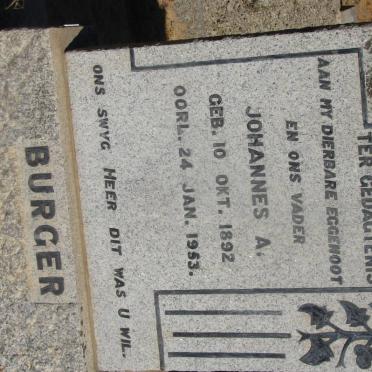 TER GEDAGTENIS
AAN MY DIERBARE EGGENOOT
EN ONS VADER
JOHANNES A.
GEB. 10 OKT. 1892
OORL. 24 JAN. 1953.
ONS SWYG HEER DIT WAS U WIL.
BURGER